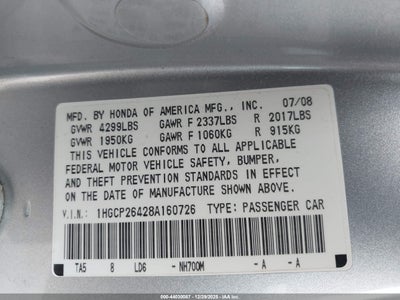 MFD. BY HONDA OF AMERICA MFG., INC. 07/08
GVWR 4299LBS GAWR F 2337LBS R 2017LBS
GVWR 1950KG GAWR F 1060KG R 915KG
THIS VEHICLE CONFORMS TO ALL APPLICABLE
FEDERAL MOTOR VEHICLE SAFETY, BUMPER,
AND THEFT PREVENTION STANDARDS IN EFFECT
ON THE DATE OF MANUFACTURE SHOWN ABOVE.
V.I.N.: 1HGCP26428A160726 TYPE: PASSENGER CAR
TA5 8 LD6 - NH700M - A - A
© IAA 44030087 | 12/29/2025 - USA